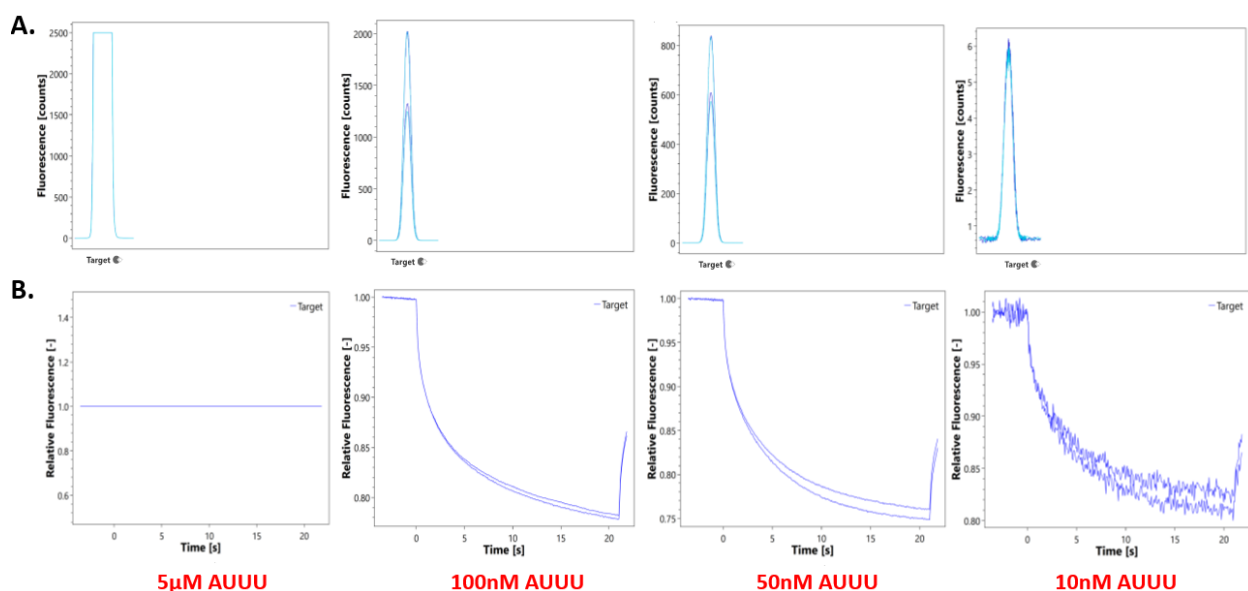 A.
Fluorescence [counts]
2500
2000
1500
1000
500
0
Target
Fluorescence [counts]
2000
1500
1000
500
0
Target
Fluorescence [counts]
800
600
400
200
0
Target
Fluorescence [counts]
6
5
4
3
2
1
Target
B.
Relative Fluorescence [-]
1.4
1.2
1.0
0.8
0.6
Target
0
5
10
15
20
Time [s]
Relative Fluorescence [-]
1.00
0.95
0.90
0.85
0.80
Target
0
5
10
15
20
Time [s]
Relative Fluorescence [-]
1.00
0.95
0.90
0.85
0.80
0.75
Target
0
5
10
15
20
Time [s]
Relative Fluorescence [-]
1.00
0.95
0.90
0.85
0.80
Target
0
5
10
15
20
Time [s]
5μM AUUU
100nM AUUU
50nM AUUU
10nM AUUU